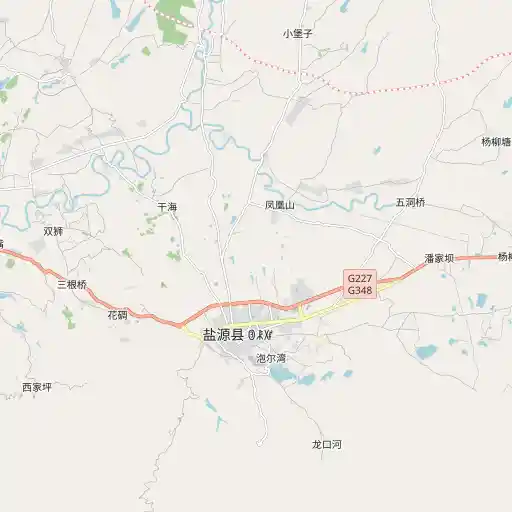 小堡子
杨柳塘
干海
凤凰山
五洞桥
双狮
潘家坝
杨柳
三根桥
G227
G348
花碉
盐源县
泡尔湾
西家坪
龙口河